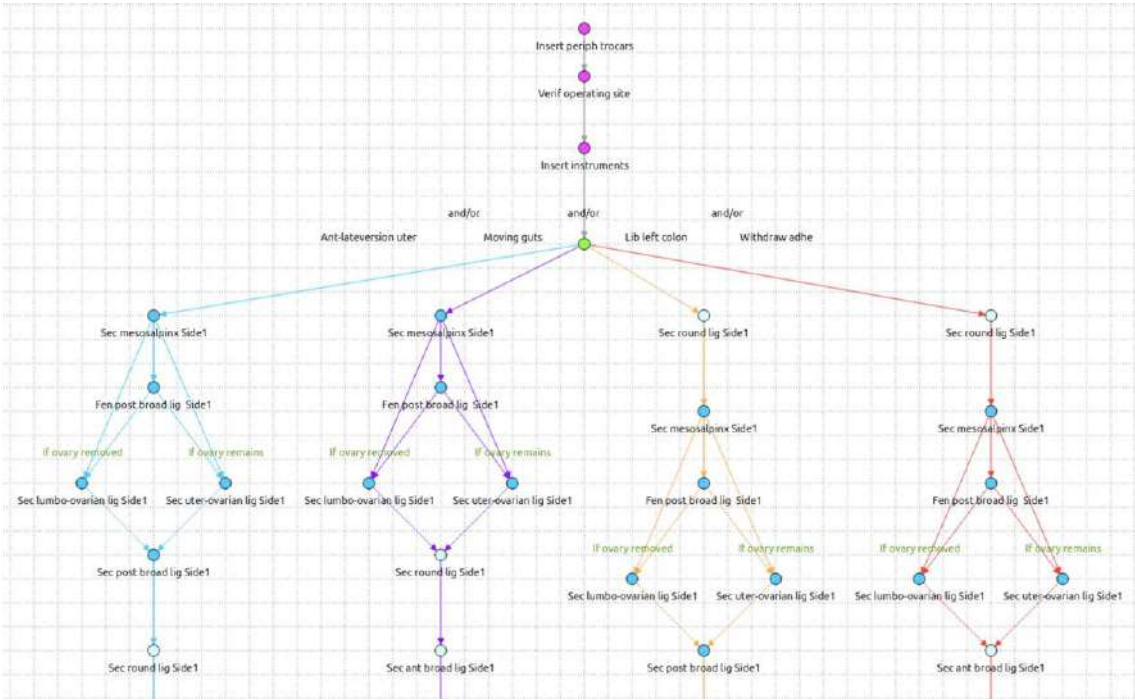 Insert periph trocars
Verif operating site
Insert instruments
and/or and/or and/or
Ant-lateversion uter Moving guts Lib left colon Withdraw adhe
Sec mesosalpinx Side1 Sec mesosalpinx Side1 Sec round lig Side1 Sec round lig Side1
Fen post broad lig Side1 Fen post broad lig Side1
Sec mesosalpinx Side1 Sec mesosalpinx Side1
If ovary removed If ovary remains If ovary removed If ovary remains
Sec lumbo-ovarian lig Side1 Sec uter-ovarian lig Side1 Sec lumbo-ovarian lig Side1 Sec uter-ovarian lig Side1 Fen post broad lig Side1 Fen post broad lig Side1
If ovary removed If ovary remains If ovary removed If ovary remains
Sec post broad lig Side1 Sec round lig Side1
Sec lumbo-ovarian lig Side1 Sec uter-ovarian lig Side1 Sec lumbo-ovarian lig Side1 Sec uter-ovarian lig Side1
Sec round lig Side1 Sec ant broad lig Side1 Sec post broad lig Side1 Sec ant broad lig Side1